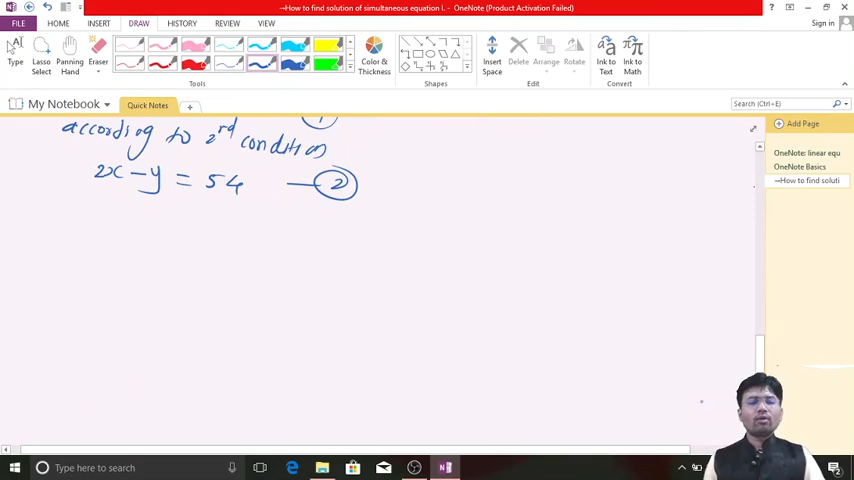 →How to find solution of simultaneous equation I. - OneNote (Product Activation Failed)
FILE HOME INSERT DRAW HISTORY REVIEW VIEW
Sign in
Type
Lasso Select
Panning Hand
Eraser
Color & Thickness
Insert Space
Delete
Arrange
Rotate
Ink to Text
Ink to Math
Tools
Shapes
Edit
Convert
My Notebook
Quick Notes
Search (Ctrl+E)
Add Page
OneNote: linear equ
OneNote Basics
→How to find soluti
1
according to 2rd condition
2x - y = 54 — 2
Type here to search